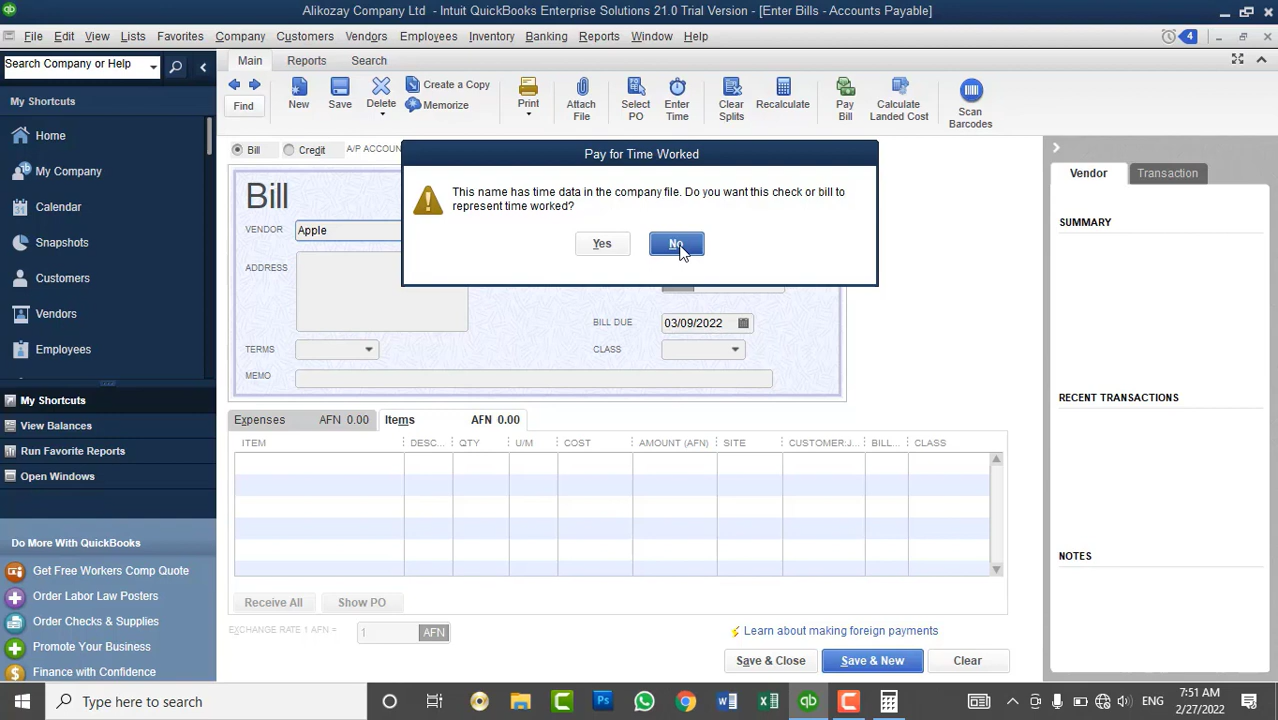 Alikozay Company Ltd - Intuit QuickBooks Enterprise Solutions 21.0 Trial Version - [Enter Bills - Accounts Payable]
File Edit View Lists Favorites Company Customers Vendors Employees Inventory Banking Reports Window Help 4
Search Company or Help
Main Reports Search
Find
New
Save
Delete
Create a Copy
Memorize
Print
Attach File
Select PO
Enter Time
Clear Splits
Recalculate
Pay Bill
Calculate Landed Cost
Scan Barcodes
My Shortcuts
Home
My Company
Calendar
Snapshots
Customers
Vendors
Employees
My Shortcuts
View Balances
Run Favorite Reports
Open Windows
Do More With QuickBooks
Get Free Workers Comp Quote
Order Labor Law Posters
Order Checks & Supplies
Promote Your Business
Finance with Confidence
Bill Credit A/P ACCOUN
Pay for Time Worked
This name has time data in the company file. Do you want this check or bill to
represent time worked?
Yes No
Bill
VENDOR Apple
ADDRESS
BILL DUE 03/09/2022
TERMS CLASS
MEMO
Expenses AFN 0.00 Items AFN 0.00
ITEM DESC... QTY U/M COST AMOUNT (AFN) SITE CUSTOMER:J... BILL... CLASS
Receive All Show PO
EXCHANGE RATE 1 AFN = 1 AFN
Learn about making foreign payments
Save & Close Save & New Clear
Vendor Transaction
SUMMARY
RECENT TRANSACTIONS
NOTES
Type here to search
ENG
7:51 AM
2/27/2022